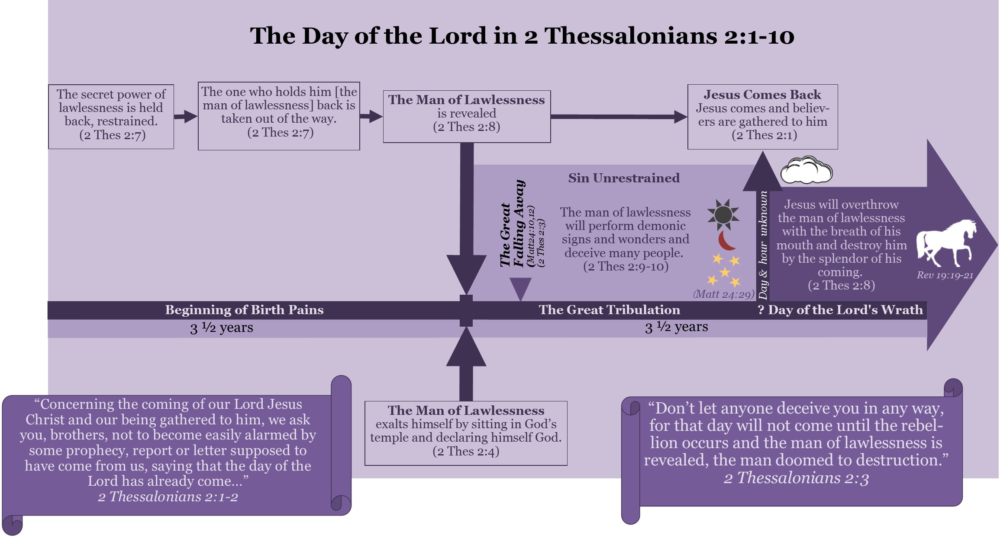 The Day of the Lord in 2 Thessalonians 2:1-10
The secret power of
lawlessness is held
back, restrained.
(2 Thes 2:7)
The one who holds him [the
man of lawlessness] back is
taken out of the way.
(2 Thes 2:7)
The Man of Lawlessness
is revealed
(2 Thes 2:8)
Jesus Comes Back
Jesus comes and believ-
ers are gathered to him
(2 Thes 2:1)
The Great
Falling Away
(Matt24:10,12)
(2 Thes 2:3)
Sin Unrestrained
The man of lawlessness
will perform demonic
signs and wonders and
deceive many people.
(2 Thes 2:9-10)
(Matt 24:29)
Day & hour unknown
Jesus will overthrow
the man of lawlessness
with the breath of his
mouth and destroy him
by the splendor of his
coming.
(2 Thes 2:8)
Rev 19:19-21
Beginning of Birth Pains
The Great Tribulation
? Day of the Lord's Wrath
3 ½ years
3 ½ years
“Concerning the coming of our Lord Jesus
Christ and our being gathered to him, we ask
you, brothers, not to become easily alarmed by
some prophecy, report or letter supposed to
have come from us, saying that the day of the
Lord has already come...”
2 Thessalonians 2:1-2
The Man of Lawlessness
exalts himself by sitting in God’s
temple and declaring himself God.
(2 Thes 2:4)
“Don’t let anyone deceive you in any way,
for that day will not come until the rebel-
lion occurs and the man of lawlessness is
revealed, the man doomed to destruction.”
2 Thessalonians 2:3